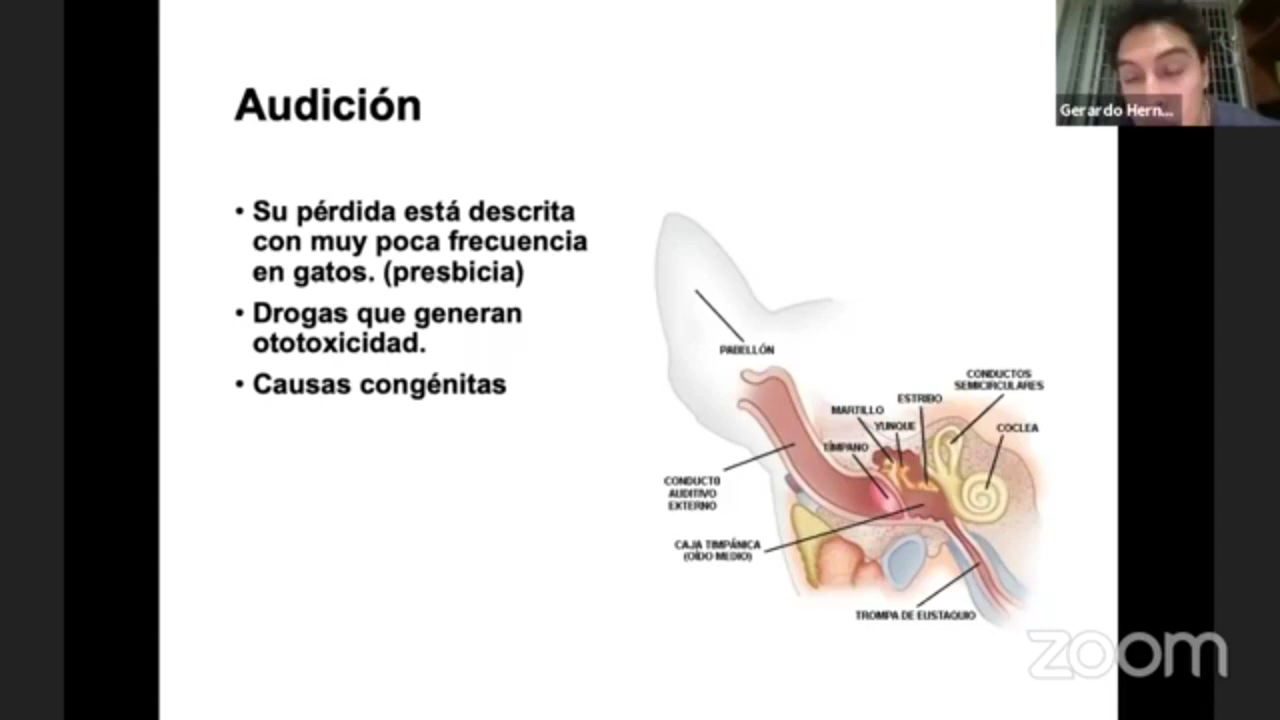 Audición
• Su pérdida está descrita
con muy poca frecuencia
en gatos. (presbicia)
• Drogas que generan
ototoxicidad.
• Causas congénitas
PABELLÓN
CONDUCTOS
SEMICIRCULARES
ESTRIBO
MARTILLO
YUNQUE
COCLEA
TÍMPANO
CONDUCTO
AUDITIVO
EXTERNO
CAJA TIMPÁNICA
(OÍDO MEDIO)
TROMPA DE EUSTAQUIO
Gerardo Hern...
zoom